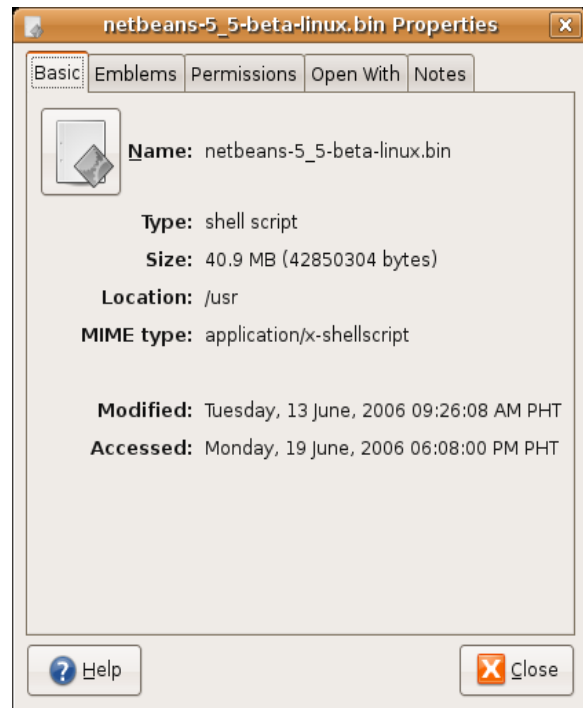 netbeans-5_5-beta-linux.bin Properties
Basic Emblems Permissions Open With Notes
Name: netbeans-5_5-beta-linux.bin
Type: shell script
Size: 40.9 MB (42850304 bytes)
Location: /usr
MIME type: application/x-shellscript
Modified: Tuesday, 13 June, 2006 09:26:08 AM PHT
Accessed: Monday, 19 June, 2006 06:08:00 PM PHT
Help Close